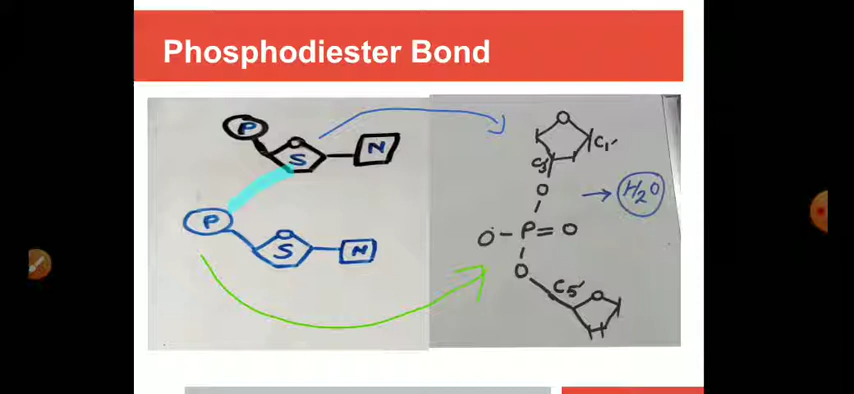 Phosphodiester Bond
P
S
N
P
S
N
O
C1'
C3'
O
→ H2O
O⁻ – P = O
O
C5'
O